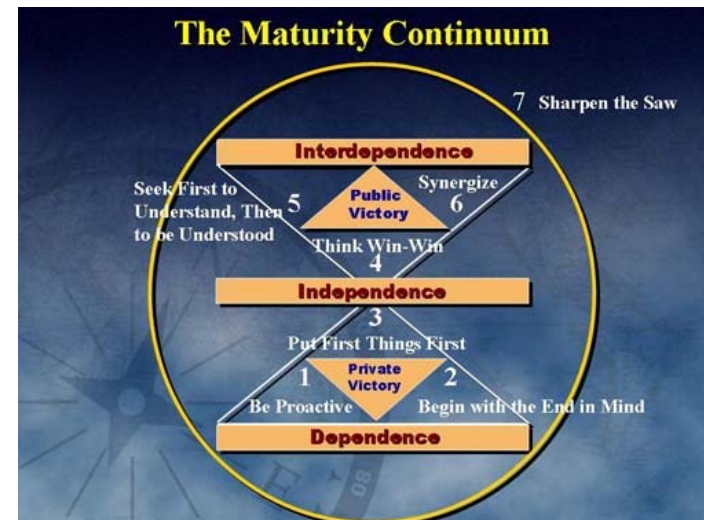 The Maturity Continuum
7 Sharpen the Saw
Interdependence
Seek First to
Understand, Then
to be Understood
5
Public
Victory
Synergize
6
Think Win-Win
4
Independence
3
Put First Things First
1
Private
Victory
2
Be Proactive
Begin with the End in Mind
Dependence
80
E